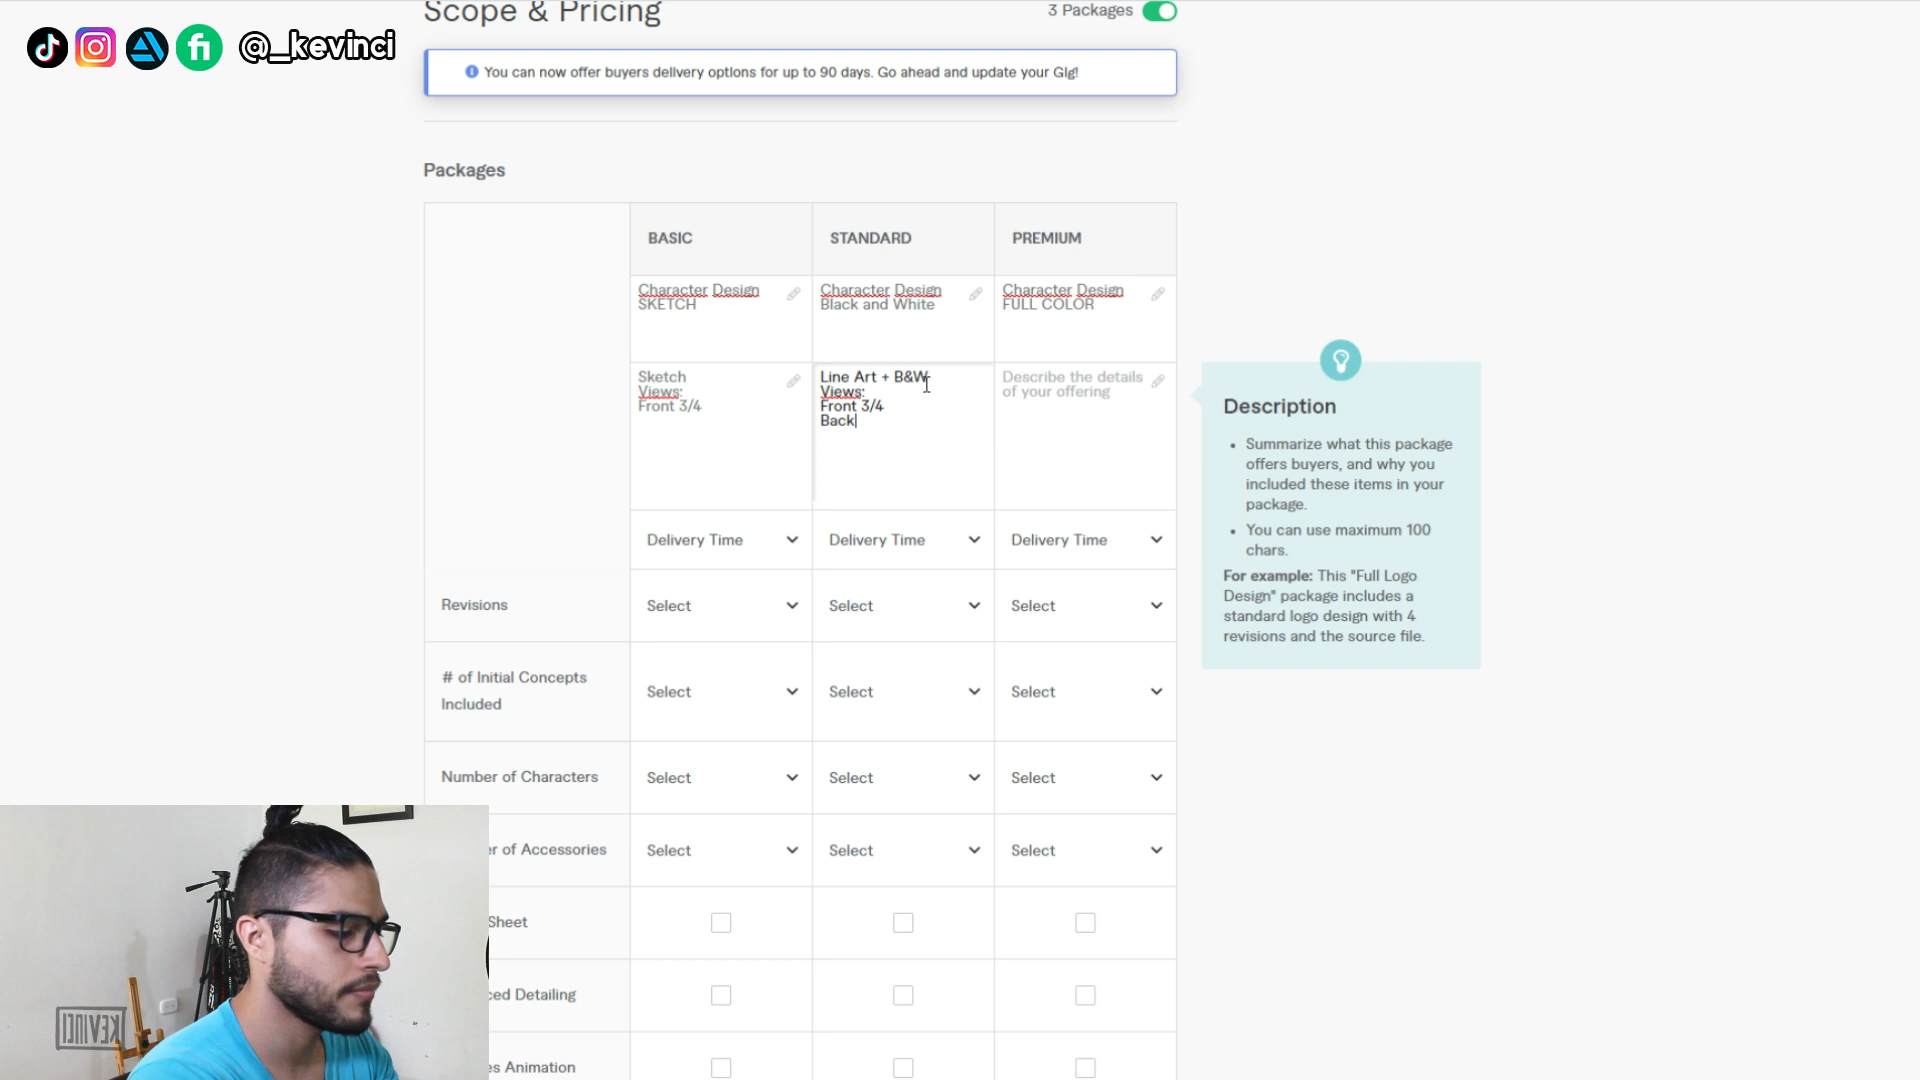 Scope & Pricing
3 Packages
@_kevinci
You can now offer buyers delivery options for up to 90 days. Go ahead and update your Gig!
Packages
BASIC
STANDARD
PREMIUM
Character Design
SKETCH
Character Design
Black and White
Character Design
FULL COLOR
Sketch
Views:
Front 3/4
Line Art + B&W
Views:
Front 3/4
Back
Describe the details
of your offering
Description
Summarize what this package
offers buyers, and why you
included these items in your
package.
You can use maximum 100
chars.
For example: This "Full Logo
Design" package includes a
standard logo design with 4
revisions and the source file.
Delivery Time
Delivery Time
Delivery Time
Revisions
Select
Select
Select
# of Initial Concepts
Included
Select
Select
Select
Number of Characters
Select
Select
Select
er of Accessories
Select
Select
Select
Sheet
ced Detailing
es Animation
KEVINCI